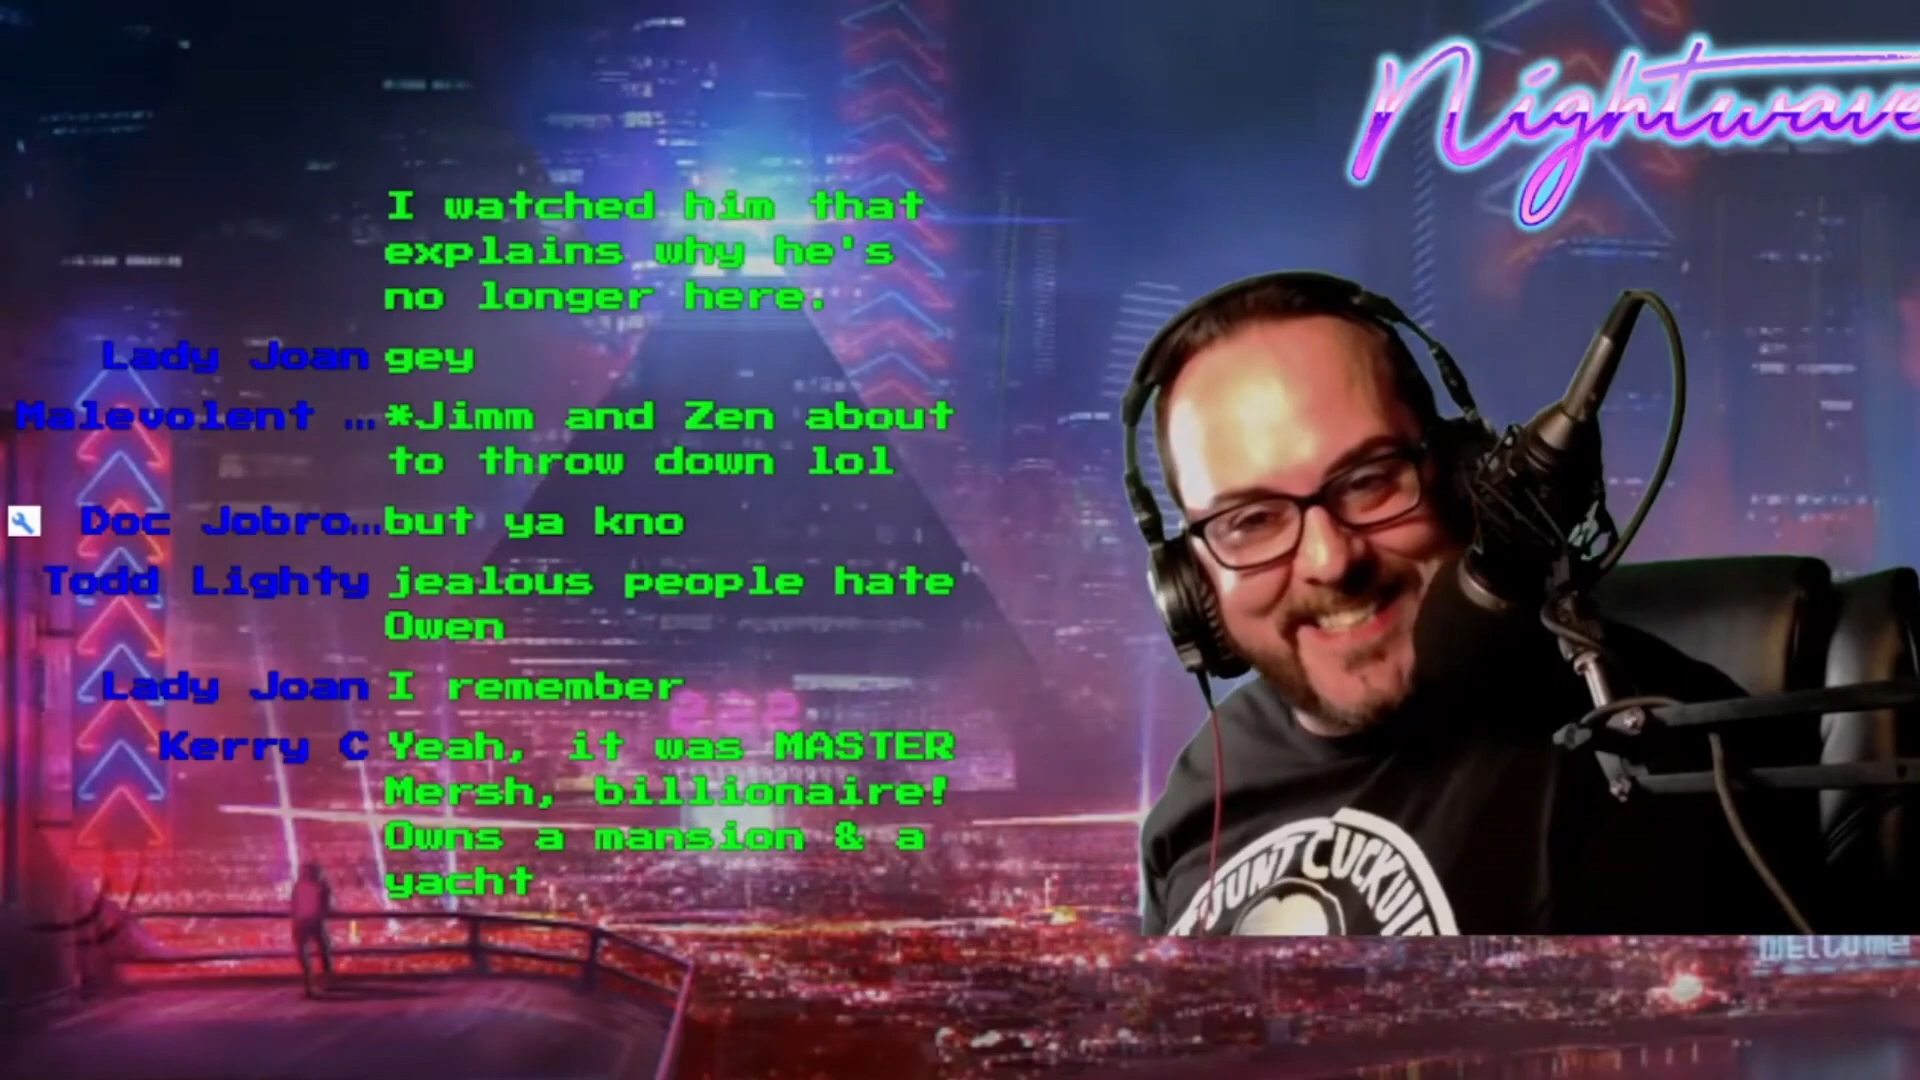 Nightwave
I watched him that
explains why he's
no longer here.
Lady Joan gey
Malevolent ... *Jimm and Zen about
to throw down lol
Doc Jobro... but ya kno
Todd Lighty jealous people hate
Owen
Lady Joan I remember
Kerry C Yeah, it was MASTER
Mersh, billionaire!
Owns a mansion & a
yacht
222
WELCOME